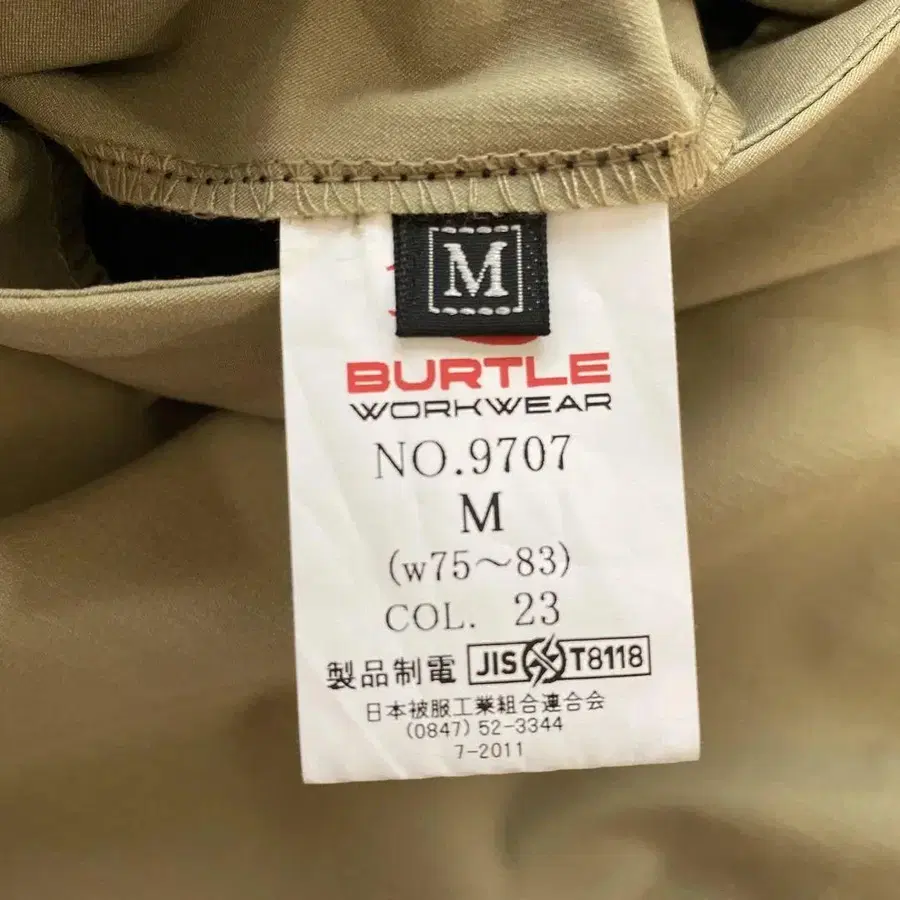 M
BURTLE
WORKWEAR
NO.9707
M
(w75～83)
COL. 23
製品制電 JIS T8118
日本被服工業組合連合会
(0847) 52-3344
7-2011